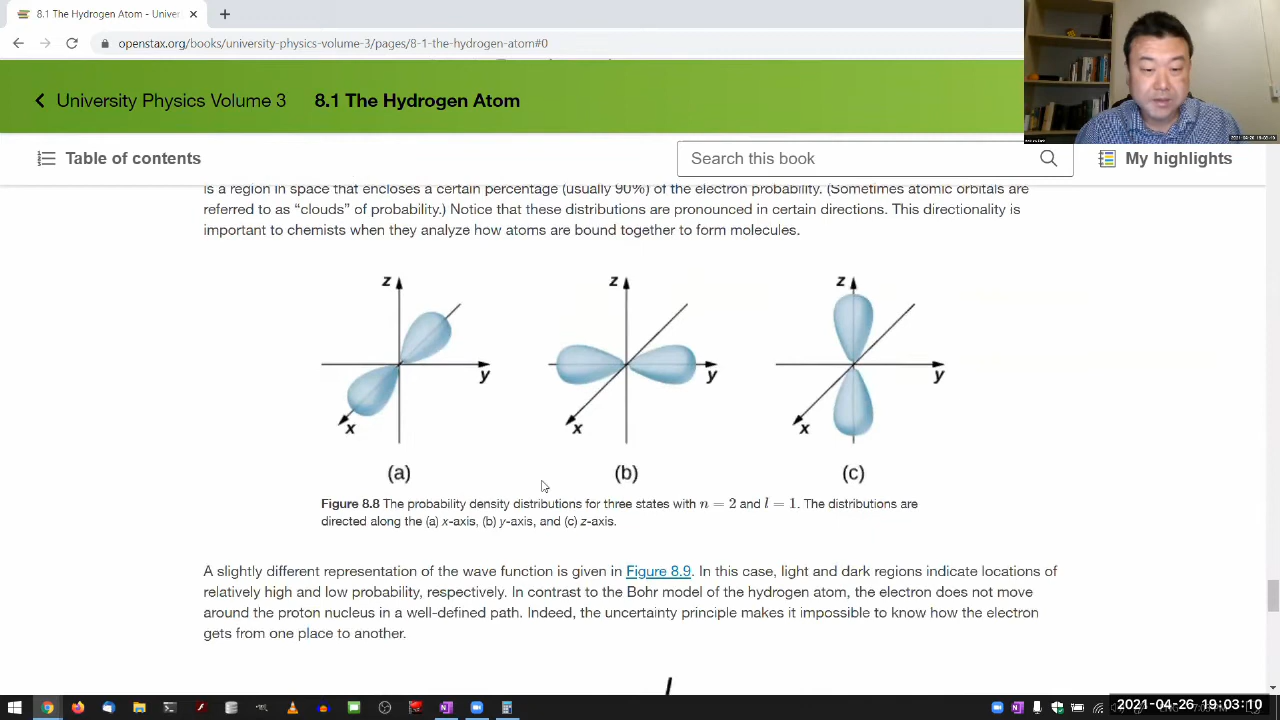 8.1 The Hydrogen Atom - Univer
openstax.org/books/university-physics-volume-3/pages/8-1-the-hydrogen-atom#0
University Physics Volume 3 8.1 The Hydrogen Atom
Table of contents
Search this book
My highlights
is a region in space that encloses a certain percentage (usually 90%) of the electron probability. (Sometimes atomic orbitals are
referred to as “clouds” of probability.) Notice that these distributions are pronounced in certain directions. This directionality is
important to chemists when they analyze how atoms are bound together to form molecules.
z
y
x
(a)
z
y
x
(b)
z
y
x
(c)
Figure 8.8 The probability density distributions for three states with n = 2 and l = 1. The distributions are
directed along the (a) x-axis, (b) y-axis, and (c) z-axis.
A slightly different representation of the wave function is given in Figure 8.9. In this case, light and dark regions indicate locations of
relatively high and low probability, respectively. In contrast to the Bohr model of the hydrogen atom, the electron does not move
around the proton nucleus in a well-defined path. Indeed, the uncertainty principle makes it impossible to know how the electron
gets from one place to another.
2021-04-26 19:03:10